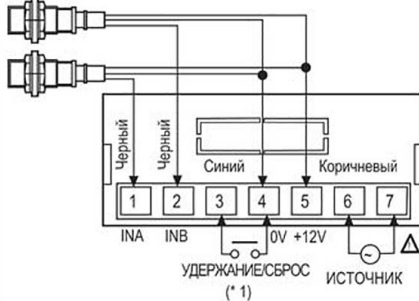 Черный
Черный
Синий
Коричневый
1 2 3 4 5 6 7
INA INB 0V +12V
УДЕРЖАНИЕ/СБРОС
ИСТОЧНИК
(* 1)